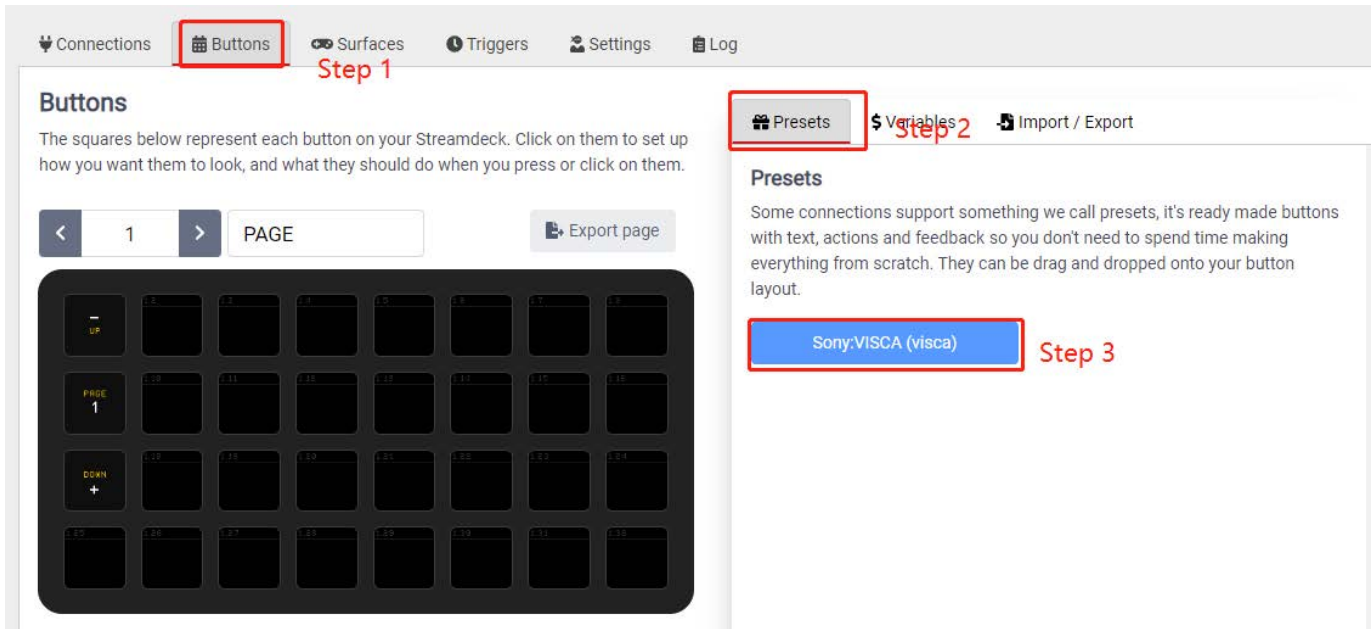 Connections Buttons Surfaces Triggers Settings Log
Step 1
Buttons
The squares below represent each button on your Streamdeck. Click on them to set up
how you want them to look, and what they should do when you press or click on them.
1 PAGE Export page
UP
PAGE
1
DOWN
+
Presets $ Variables Import / Export
Step 2
Presets
Some connections support something we call presets, it's ready made buttons
with text, actions and feedback so you don't need to spend time making
everything from scratch. They can be drag and dropped onto your button
layout.
Sony:VISCA (visca)
Step 3